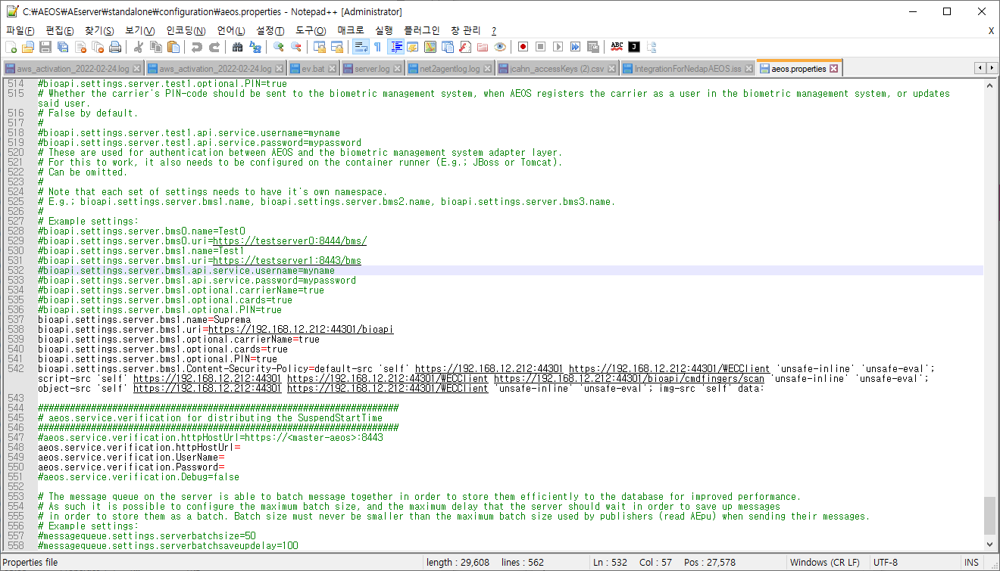 C:₩AEOS₩AEserver₩standalone₩configuration₩aeos.properties - Notepad++ [Administrator]
파일(F) 편집(E) 찾기(S) 보기(V) 인코딩(N) 언어(L) 설정(T) 도구(O) 매크로 실행 플러그인 창 관리 ? X
aws_activation_2022-02-24.log aws_activation_2022-02-24.log ev.bat server.log net2agentlog.log jcahn_accessKeys (2).csv IntegrationForNedapAEOS.iss aeos.properties
514 #bioapi.settings.server.test1.optional.PIN=true
515 # Whether the carrier's PIN-code should be sent to the biometric management system, when AEOS registers the carrier as a user in the biometric management system, or updates
said user.
516 # False by default.
517 #
518 #bioapi.settings.server.test1.api.service.username=myname
519 #bioapi.settings.server.test1.api.service.password=mypassword
520 # These are used for authentication between AEOS and the biometric management system adapter layer.
521 # For this to work, it also needs to be configured on the container runner (E.g.; JBoss or Tomcat).
522 # Can be omitted.
523 #
524 # Note that each set of settings needs to have it's own namespace.
525 # E.g.; bioapi.settings.server.bms1.name, bioapi.settings.server.bms2.name, bioapi.settings.server.bms3.name.
526 #
527 # Example settings:
528 #bioapi.settings.server.bms0.name=Test0
529 #bioapi.settings.server.bms0.uri=https://testserver0:8444/bms/
530 #bioapi.settings.server.bms1.name=Test1
531 #bioapi.settings.server.bms1.uri=https://testserver1:8443/bms
532 #bioapi.settings.server.bms1.api.service.username=myname
533 #bioapi.settings.server.bms1.api.service.password=mypassword
534 #bioapi.settings.server.bms1.optional.carrierName=true
535 #bioapi.settings.server.bms1.optional.cards=true
536 #bioapi.settings.server.bms1.optional.PIN=true
537 bioapi.settings.server.bms1.name=Suprema
538 bioapi.settings.server.bms1.uri=https://192.168.12.212:44301/bioapi
539 bioapi.settings.server.bms1.optional.carrierName=true
540 bioapi.settings.server.bms1.optional.cards=true
541 bioapi.settings.server.bms1.optional.PIN=true
542 bioapi.settings.server.bms1.Content-Security-Policy=default-src 'self' https://192.168.12.212:44301 https://192.168.12.212:44301/WECClient 'unsafe-inline' 'unsafe-eval';
script-src 'self' https://192.168.12.212:44301 https://192.168.12.212:44301/WECClient https://192.168.12.212:44301/bioapi/cmdfingers/scan 'unsafe-inline' 'unsafe-eval';
object-src 'self' https://192.168.12.212:44301 https://192.168.12.212:44301/WECClient 'unsafe-inline' 'unsafe-eval'; img-src 'self' data:
543
544 ####################################################################
545 # aeos.service.verification for distributing the SuspendStartTime
546 ####################################################################
547 #aeos.service.verification.httpHostUrl=https://<master-aeos>:8443
548 aeos.service.verification.httpHostUrl=
549 aeos.service.verification.UserName=
550 aeos.service.verification.Password=
551 #aeos.service.verification.Debug=false
552
553 # The message queue on the server is able to batch message together in order to store them efficiently to the database for improved performance.
554 # As such it is possible to configure the maximum batch size, and the maximum delay that the server should wait in order to save up messages
555 # in order to store them as a batch. Batch size must never be smaller than the maximum batch size used by publishers (read AEpu) when sending their messages.
556 # Example settings:
557 #messagequeue.settings.serverbatchsize=50
558 #messagequeue.settings.serverbatchsaveupdelay=100
Properties file length : 29,608 lines : 562 Ln : 532 Col : 57 Pos : 27,578 Windows (CR LF) UTF-8 INS